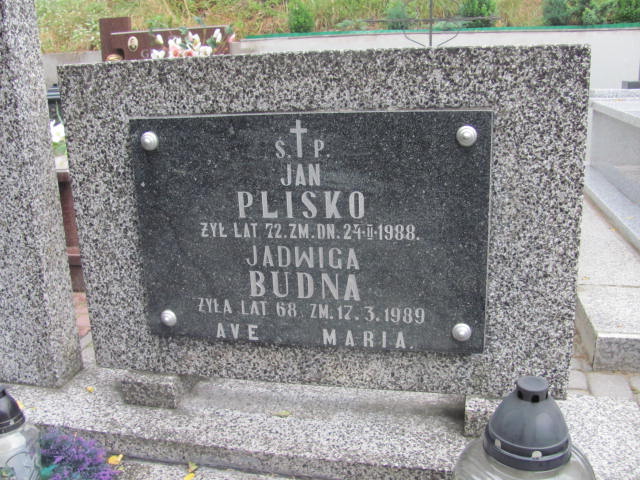 Ś. P.
JAN
PLISKO
ŻYŁ LAT 72. ZM. DN. 24-II-1988.
JADWIGA
BUDNA
ŻYŁA LAT 68. ZM. 17. 3. 1989
AVE MARIA.